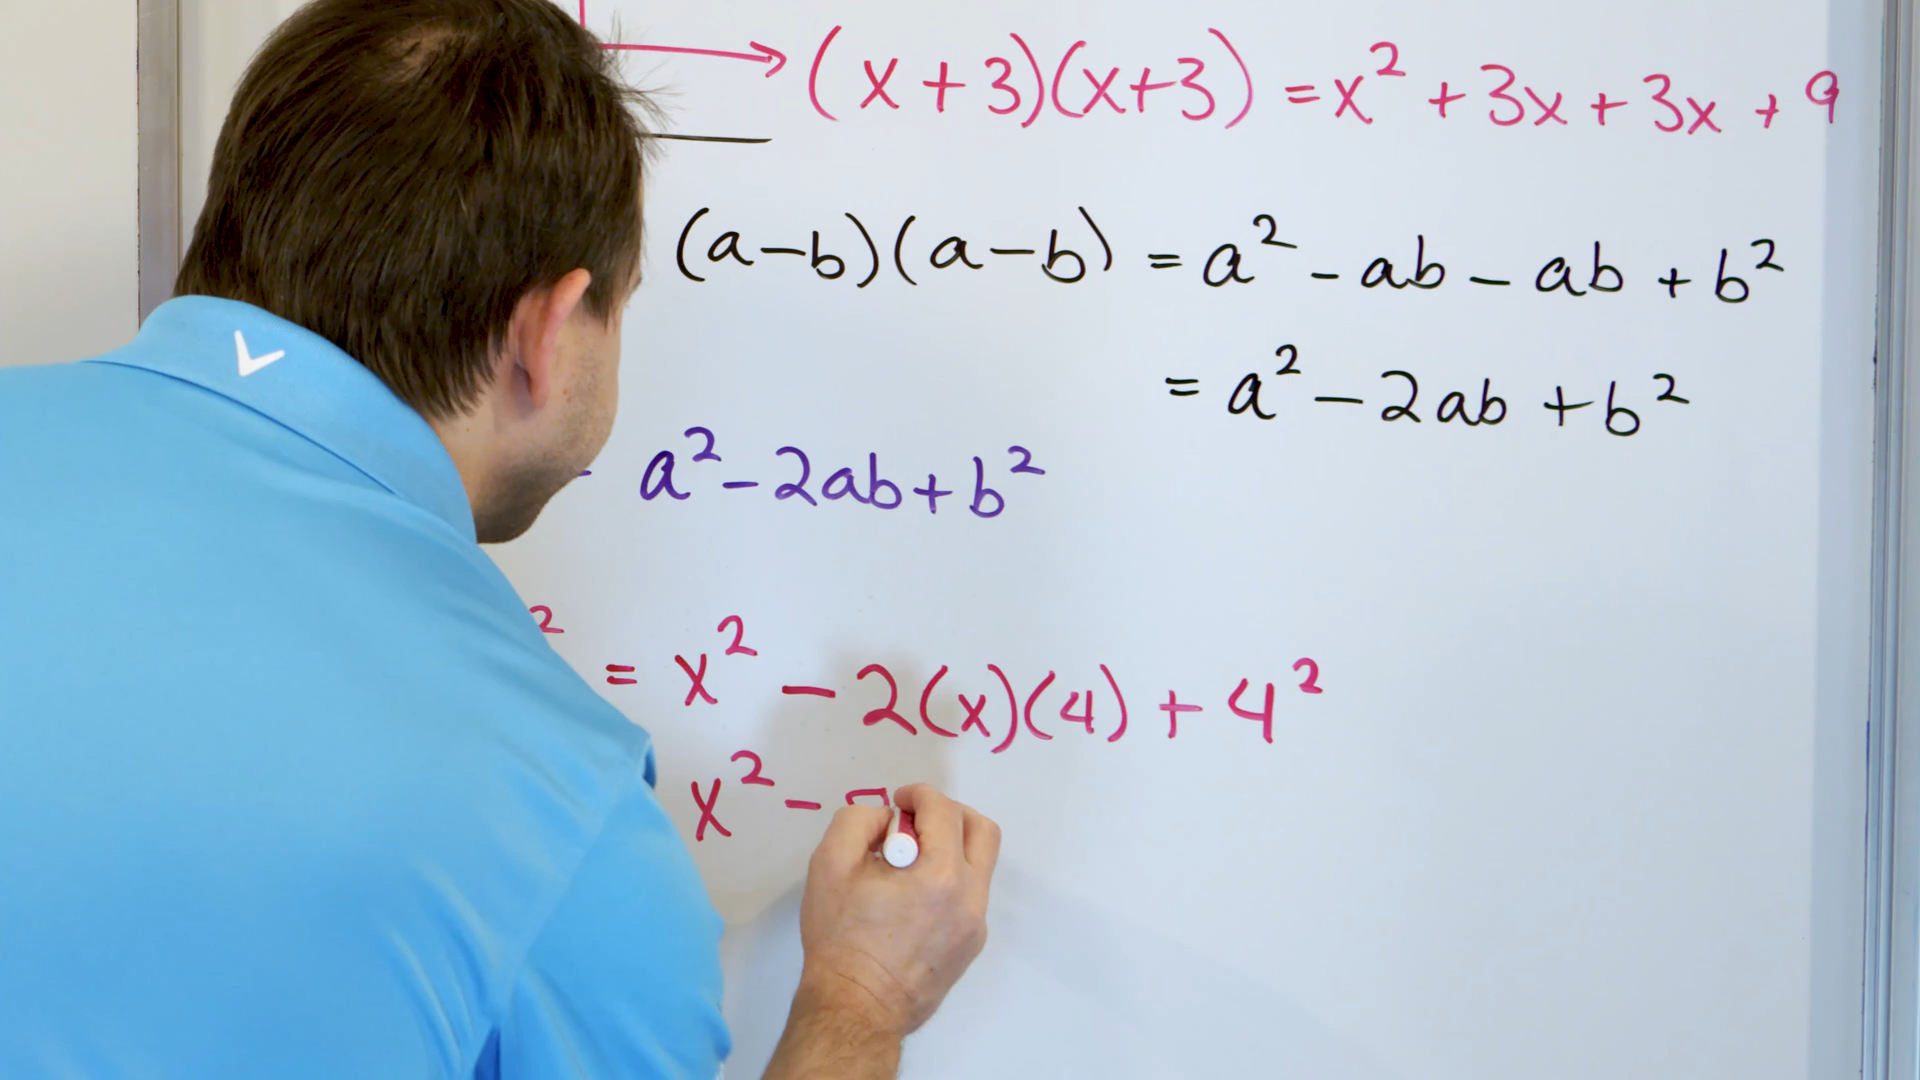 (x+3)(x+3) = x² + 3x + 3x + 9
(a-b)(a-b) = a² - ab - ab + b²
= a² - 2ab + b²
a² - 2ab + b²
² = x² - 2(x)(4) + 4²
x² -